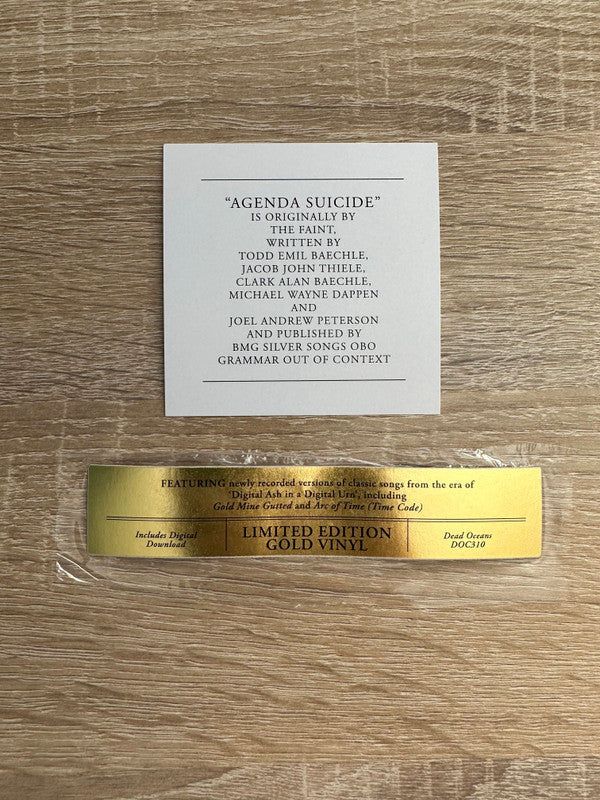 “AGENDA SUICIDE”
IS ORIGINALLY BY
THE FAINT,
WRITTEN BY
TODD EMIL BAECHLE,
JACOB JOHN THIELE,
CLARK ALAN BAECHLE,
MICHAEL WAYNE DAPPEN
AND
JOEL ANDREW PETERSON
AND PUBLISHED BY
BMG SILVER SONGS OBO
GRAMMAR OUT OF CONTEXT
FEATURING newly recorded versions of classic songs from the era of
‘Digital Ash in a Digital Urn’, including
Gold Mine Gutted and Arc of Time (Time Code)
Includes Digital
Download
LIMITED EDITION
GOLD VINYL
Dead Oceans
DOC310